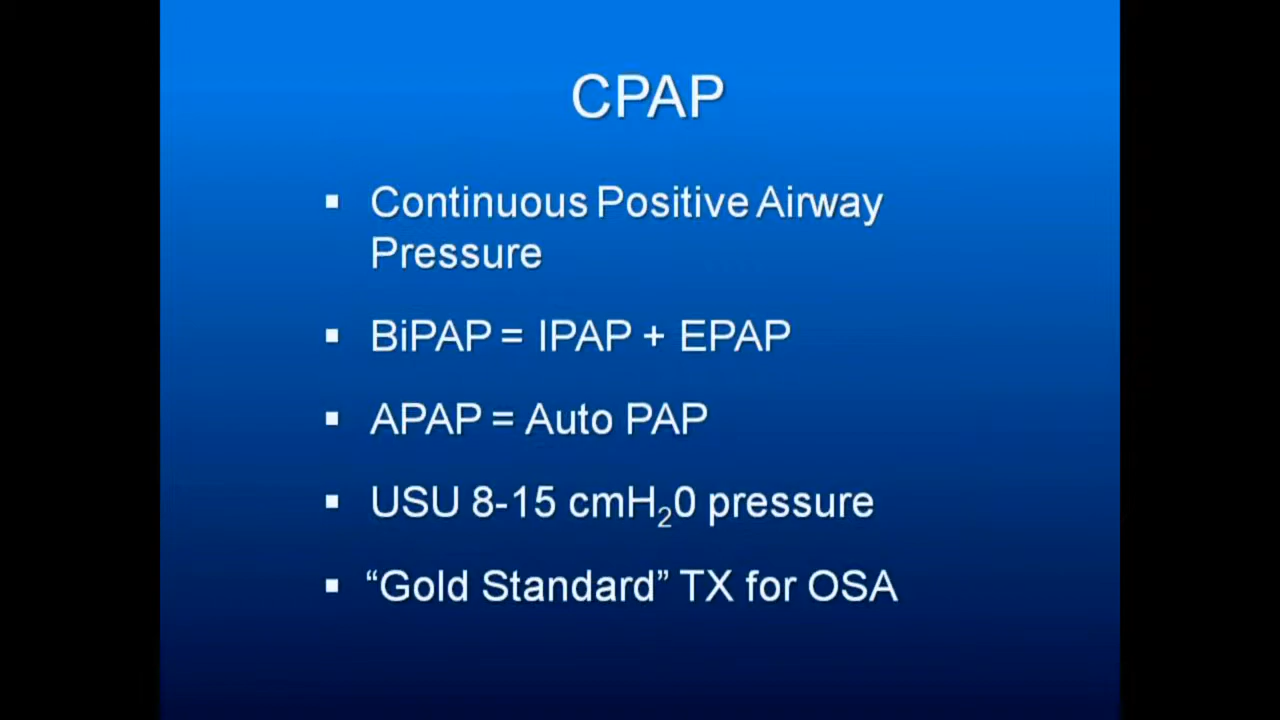 CPAP
▪ Continuous Positive Airway
Pressure
▪ BiPAP = IPAP + EPAP
▪ APAP = Auto PAP
▪ USU 8-15 cmH₂0 pressure
▪ “Gold Standard” TX for OSA